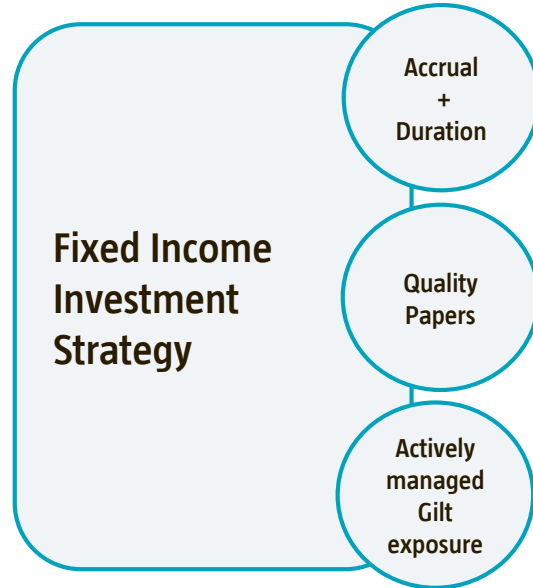 Fixed Income
Investment
Strategy
Accrual
+
Duration
Quality
Papers
Actively
managed
Gilt
exposure